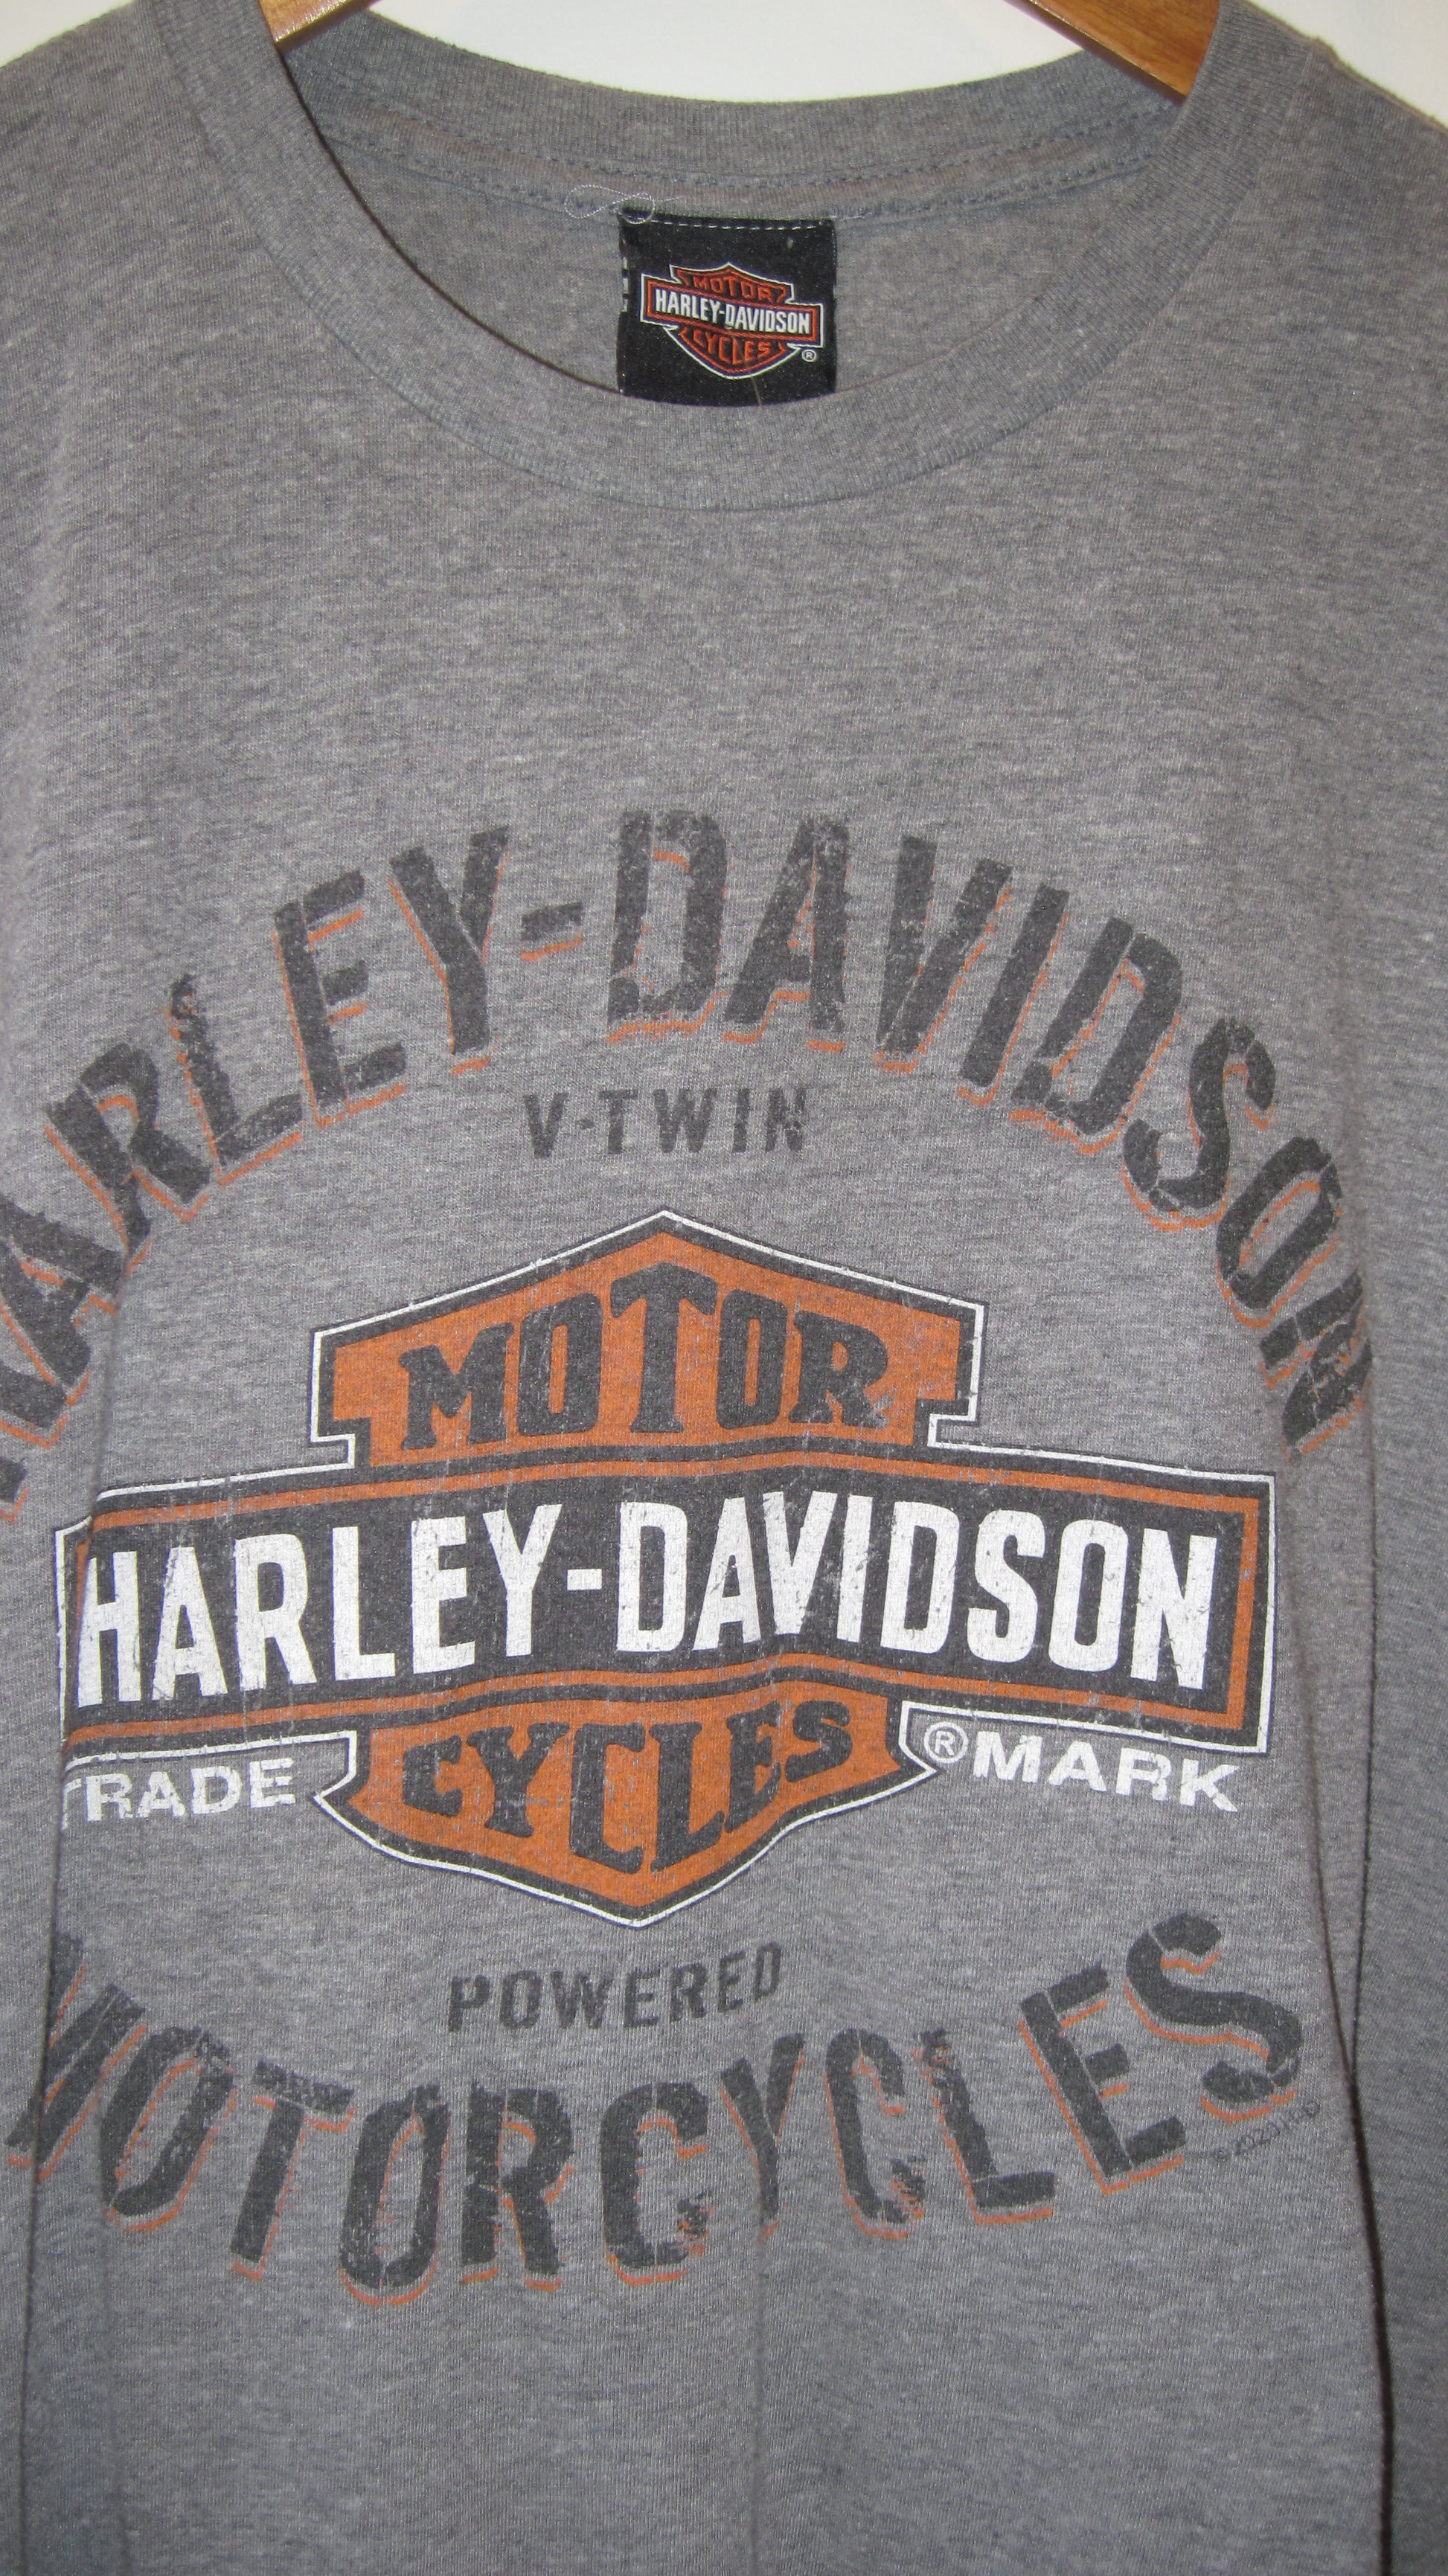 MOTOR
HARLEY-DAVIDSON
CYCLES
®
HARLEY-DAVIDSON
V-TWIN
MOTOR
HARLEY-DAVIDSON
CYCLES
TRADE ® MARK
POWERED
MOTORCYCLES